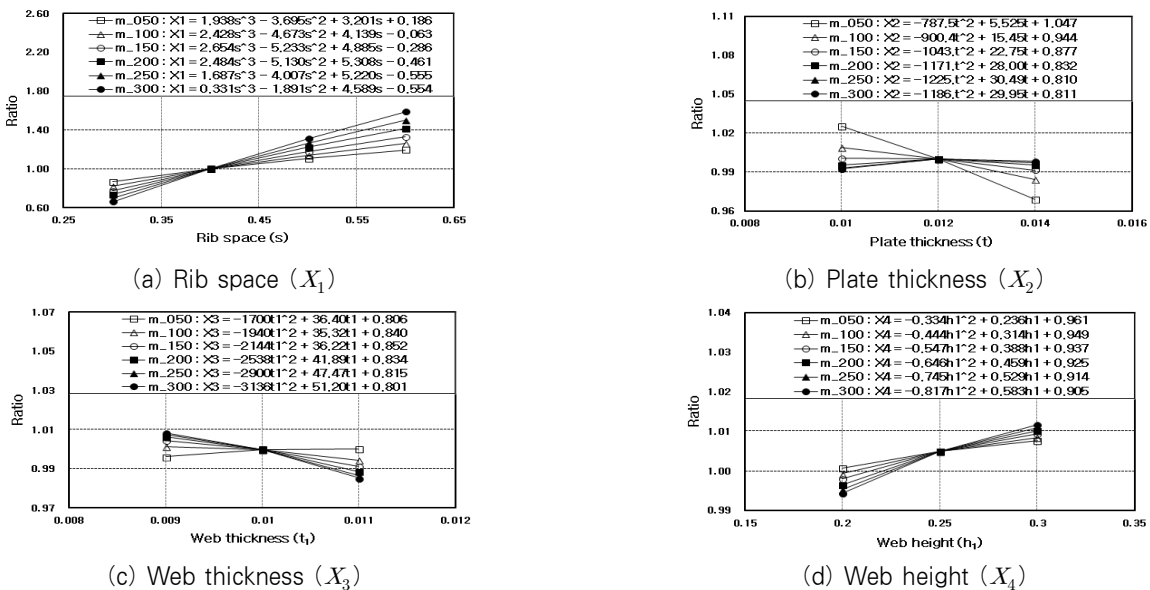 2.60
2.20
1.80
1.40
1.00
0.60
Ratio
m_050 : X1 = 1.938s^3 - 3.695s^2 + 3.201s + 0.186
m_100 : X1 = 2.428s^3 - 4.673s^2 + 4.139s - 0.063
m_150 : X1 = 2.654s^3 - 5.233s^2 + 4.885s - 0.286
m_200 : X1 = 2.484s^3 - 5.130s^2 + 5.308s - 0.461
m_250 : X1 = 1.687s^3 - 4.007s^2 + 5.220s - 0.555
m_300 : X1 = 0.331s^3 - 1.891s^2 + 4.589s - 0.554
0.25 0.35 0.45 0.55 0.65
Rib space (s)
(a) Rib space (X₁)
1.11
1.08
1.05
1.02
0.99
0.96
Ratio
m_050 : X2 = -787.5t^2 + 5.525t + 1.047
m_100 : X2 = -900.4t^2 + 15.45t + 0.944
m_150 : X2 = -1043.t^2 + 22.75t + 0.877
m_200 : X2 = -1171.t^2 + 28.00t + 0.832
m_250 : X2 = -1225.t^2 + 30.49t + 0.810
m_300 : X2 = -1186.t^2 + 29.95t + 0.811
0.008 0.01 0.012 0.014 0.016
Plate thickness (t)
(b) Plate thickness (X₂)
1.07
1.05
1.03
1.01
0.99
0.97
Ratio
m_050 : X3 = -1700t1^2 + 36.40t1 + 0.806
m_100 : X3 = -1940t1^2 + 35.32t1 + 0.840
m_150 : X3 = -2144t1^2 + 36.22t1 + 0.852
m_200 : X3 = -2538t1^2 + 41.89t1 + 0.834
m_250 : X3 = -2900t1^2 + 47.47t1 + 0.815
m_300 : X3 = -3136t1^2 + 51.20t1 + 0.801
0.008 0.009 0.01 0.011 0.012
Web thickness (t₁)
(c) Web thickness (X₃)
1.04
1.03
1.02
1.01
1.00
0.99
Ratio
m_050 : X4 = -0.334h1^2 + 0.236h1 + 0.961
m_100 : X4 = -0.444h1^2 + 0.314h1 + 0.949
m_150 : X4 = -0.547h1^2 + 0.388h1 + 0.937
m_200 : X4 = -0.646h1^2 + 0.459h1 + 0.925
m_250 : X4 = -0.745h1^2 + 0.529h1 + 0.914
m_300 : X4 = -0.817h1^2 + 0.583h1 + 0.905
0.15 0.2 0.25 0.3 0.35
Web height (h₁)
(d) Web height (X₄)